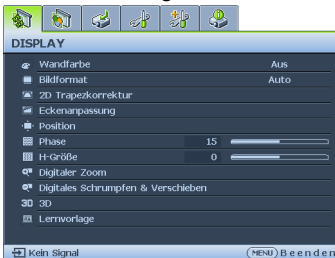 DISPLAY
Wandfarbe Aus
Bildformat Auto
2D Trapezkorrektur
Eckenanpassung
Position
Phase 15
H-Größe 0
Digitaler Zoom
Digitales Schrumpfen & Verschieben
3D 3D
Lernvorlage
Kein Signal MENU Beenden